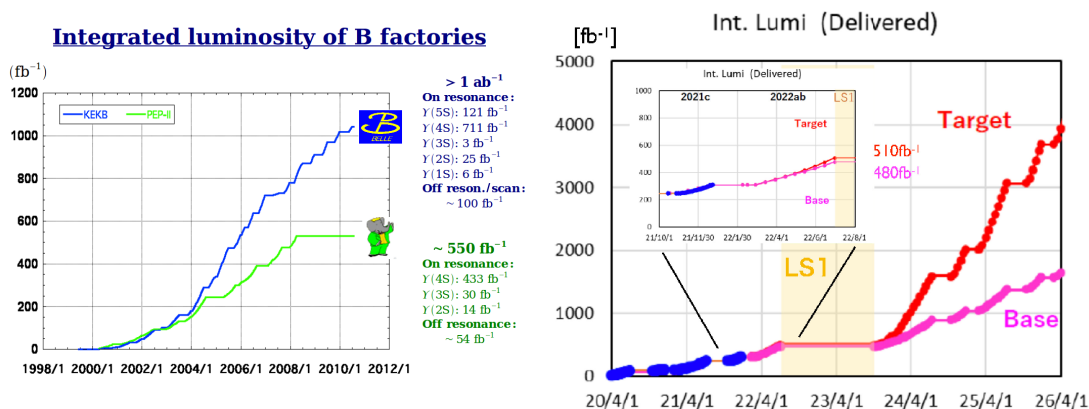 Integrated luminosity of B factories
(fb⁻¹)
1200
1000
800
600
400
200
0
1998/1 2000/1 2002/1 2004/1 2006/1 2008/1 2010/1 2012/1
KEKB PEP-II
B
BELLE
> 1 ab⁻¹
On resonance:
Υ(5S): 121 fb⁻¹
Υ(4S): 711 fb⁻¹
Υ(3S): 3 fb⁻¹
Υ(2S): 25 fb⁻¹
Υ(1S): 6 fb⁻¹
Off reson./scan:
~ 100 fb⁻¹
~ 550 fb⁻¹
On resonance:
Υ(4S): 433 fb⁻¹
Υ(3S): 30 fb⁻¹
Υ(2S): 14 fb⁻¹
Off resonance:
~ 54 fb⁻¹
Int. Lumi (Delivered)
[fb⁻¹]
5000
4000
3000
2000
1000
0
20/4/1 21/4/1 22/4/1 23/4/1 24/4/1 25/4/1 26/4/1
Int. Lumi (Delivered)
2021c 2022ab LS1
1000
800
600
400
200
0
21/10/1 21/11/30 22/1/30 22/4/1 22/6/1 22/8/1
Target
Base
510fb⁻¹
480fb⁻¹
Target
LS1
Base